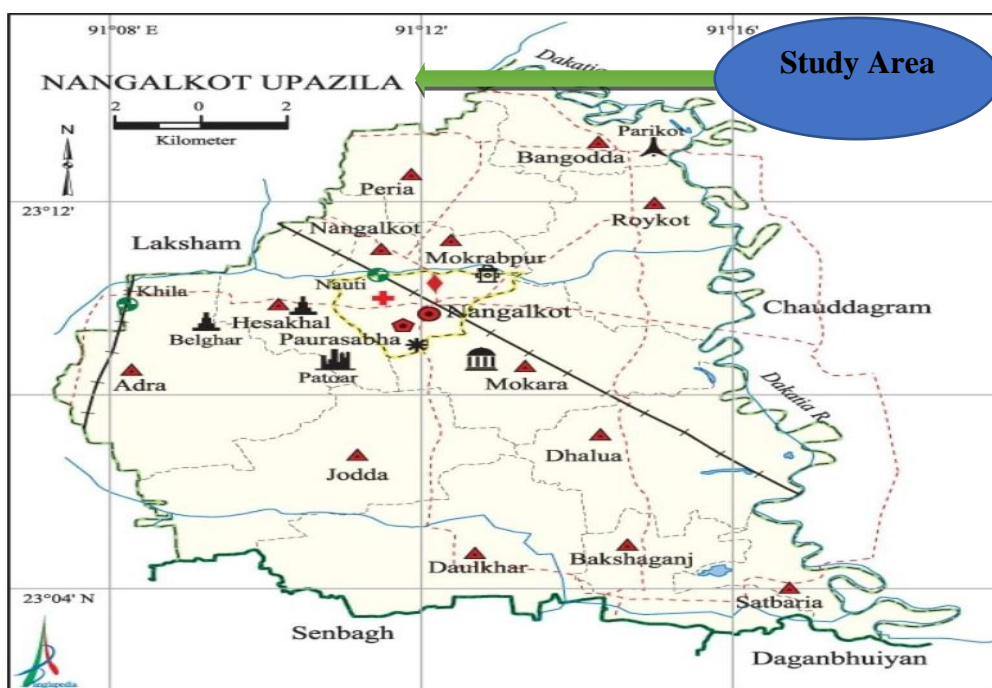 91°08' E
91°12'
91°16'
Study Area
Dakatia
NANGALKOT UPAZILA
2 0 2
Kilometer
N
Parikot
Bangodda
Peria
23°12'
Roykot
Nangalkot
Laksham
Mokrabpur
Nauti
Khila
Chauddagram
Nangalkot
Hesakhal
Belghar
Paurasabha
Patoar
Adra
Mokara
Dakatia R.
Dhalua
Jodda
Daulkhar
Bakshaganj
23°04' N
Satbaria
Senbagh
Daganbhuiyan